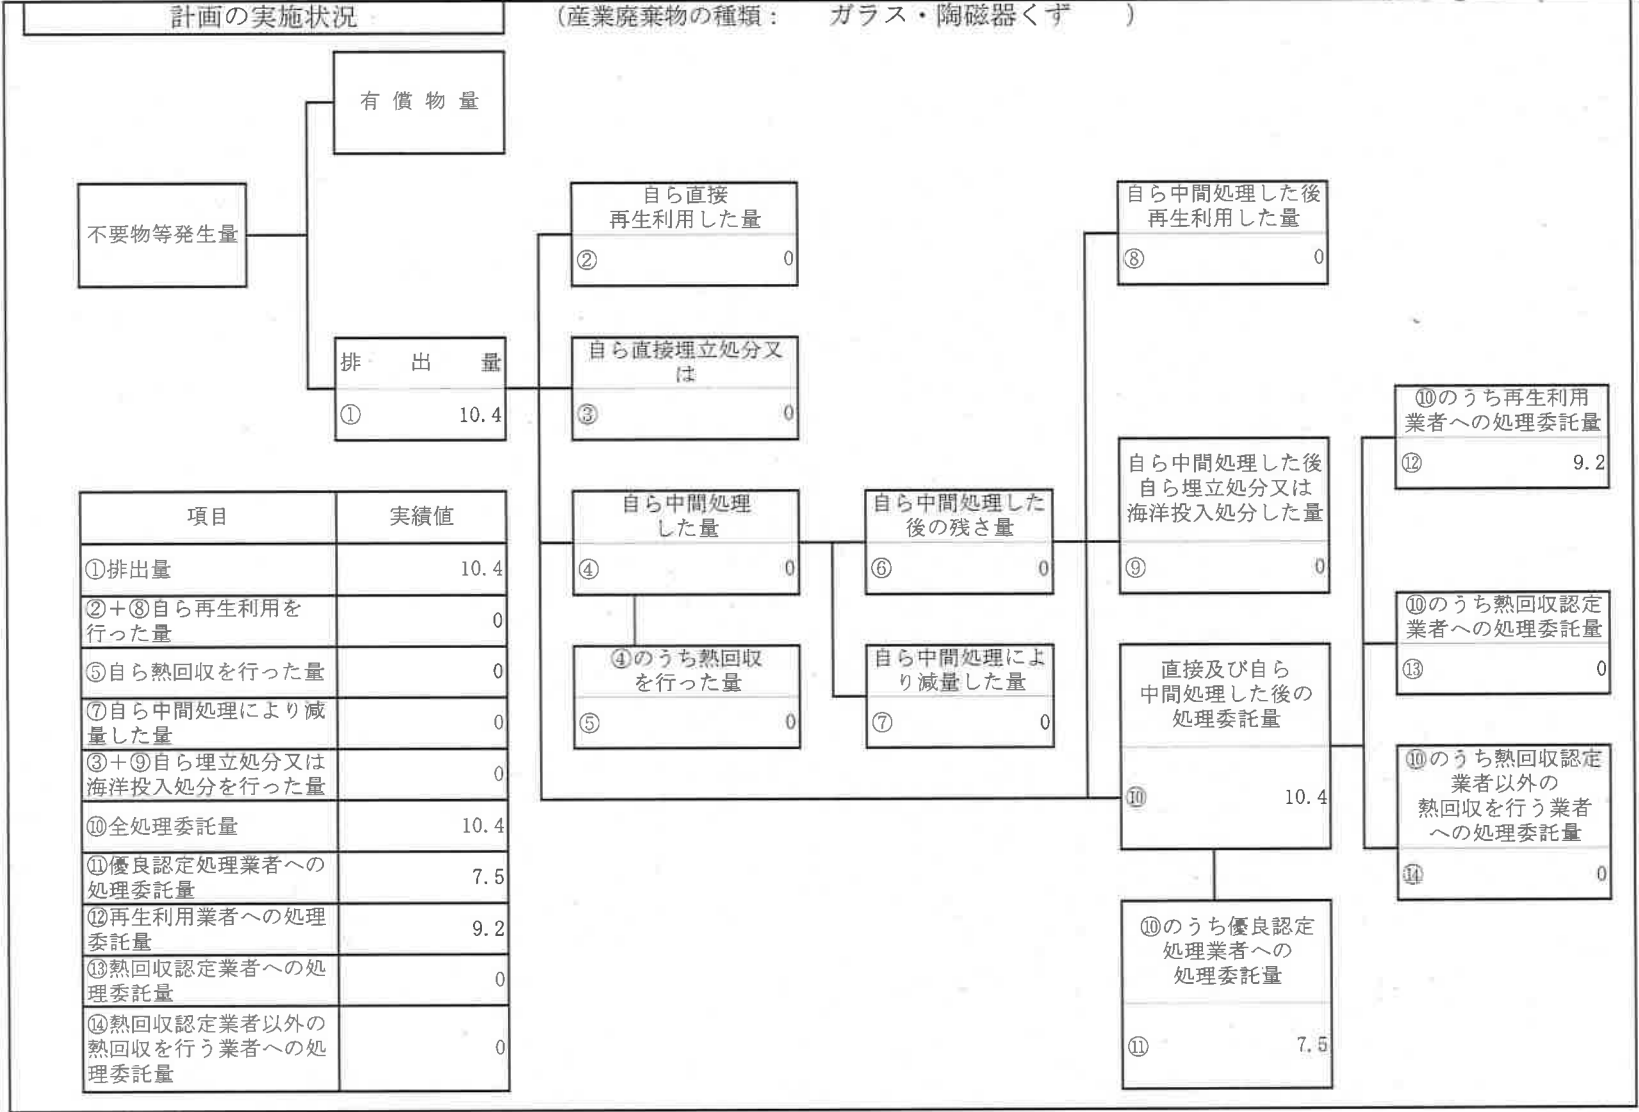 計画の実施状況
(産業廃棄物の種類： ガラス・陶磁器くず )
有償物量
不要物等発生量
排出量
① 10.4
自ら直接
再生利用した量
② 0
自ら直接埋立処分又
は
③ 0
自ら中間処理
した量
④ 0
④のうち熱回収
を行った量
⑤ 0
自ら中間処理した
後の残さ量
⑥ 0
自ら中間処理によ
り減量した量
⑦ 0
自ら中間処理した後
再生利用した量
⑧ 0
自ら中間処理した後
自ら埋立処分又は
海洋投入処分した量
⑨ 0
直接及び自ら
中間処理した後の
処理委託量
⑩ 10.4
⑩のうち優良認定
処理業者への
処理委託量
⑪ 7.5
⑩のうち再生利用
業者への処理委託量
⑫ 9.2
⑩のうち熱回収認定
業者への処理委託量
⑬ 0
⑩のうち熱回収認定
業者以外の
熱回収を行う業者
への処理委託量
⑭ 0
項目 実績値
①排出量 10.4
②＋⑧自ら再生利用を
行った量 0
⑤自ら熱回収を行った量 0
⑦自ら中間処理により減
量した量 0
③＋⑨自ら埋立処分又は
海洋投入処分を行った量 0
⑩全処理委託量 10.4
⑪優良認定処理業者への
処理委託量 7.5
⑫再生利用業者への処理
委託量 9.2
⑬熱回収認定業者への処
理委託量 0
⑭熱回収認定業者以外の
熱回収を行う業者への処
理委託量 0